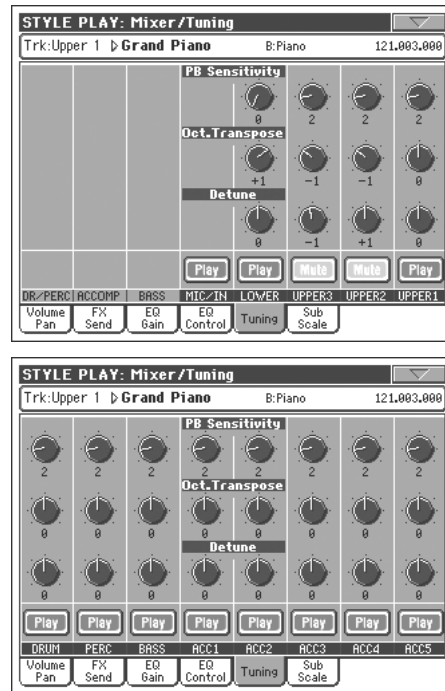 STYLE PLAY: Mixer/Tuning
Trk:Upper 1 Grand Piano B:Piano 121.003.000
PB Sensitivity
0 2 2 2
Oct.Transpose
+1 -1 -1 0
Detune
0 -1 +1 0
Play Play Mute Mute Play
DR/PERC ACCOMP BASS MIC/IN LOWER UPPER3 UPPER2 UPPER1
Volume Pan FX Send EQ Gain EQ Control Tuning Sub Scale
STYLE PLAY: Mixer/Tuning
Trk:Upper 1 Grand Piano B:Piano 121.003.000
PB Sensitivity
2 2 2 2 2 2 2 2
Oct.Transpose
0 0 0 0 0 0 0 0
Detune
0 0 0 0 0 0 0 0
Play Play Play Play Play Play Play Play
DRUM PERC BASS ACC1 ACC2 ACC3 ACC4 ACC5
Volume Pan FX Send EQ Gain EQ Control Tuning Sub Scale